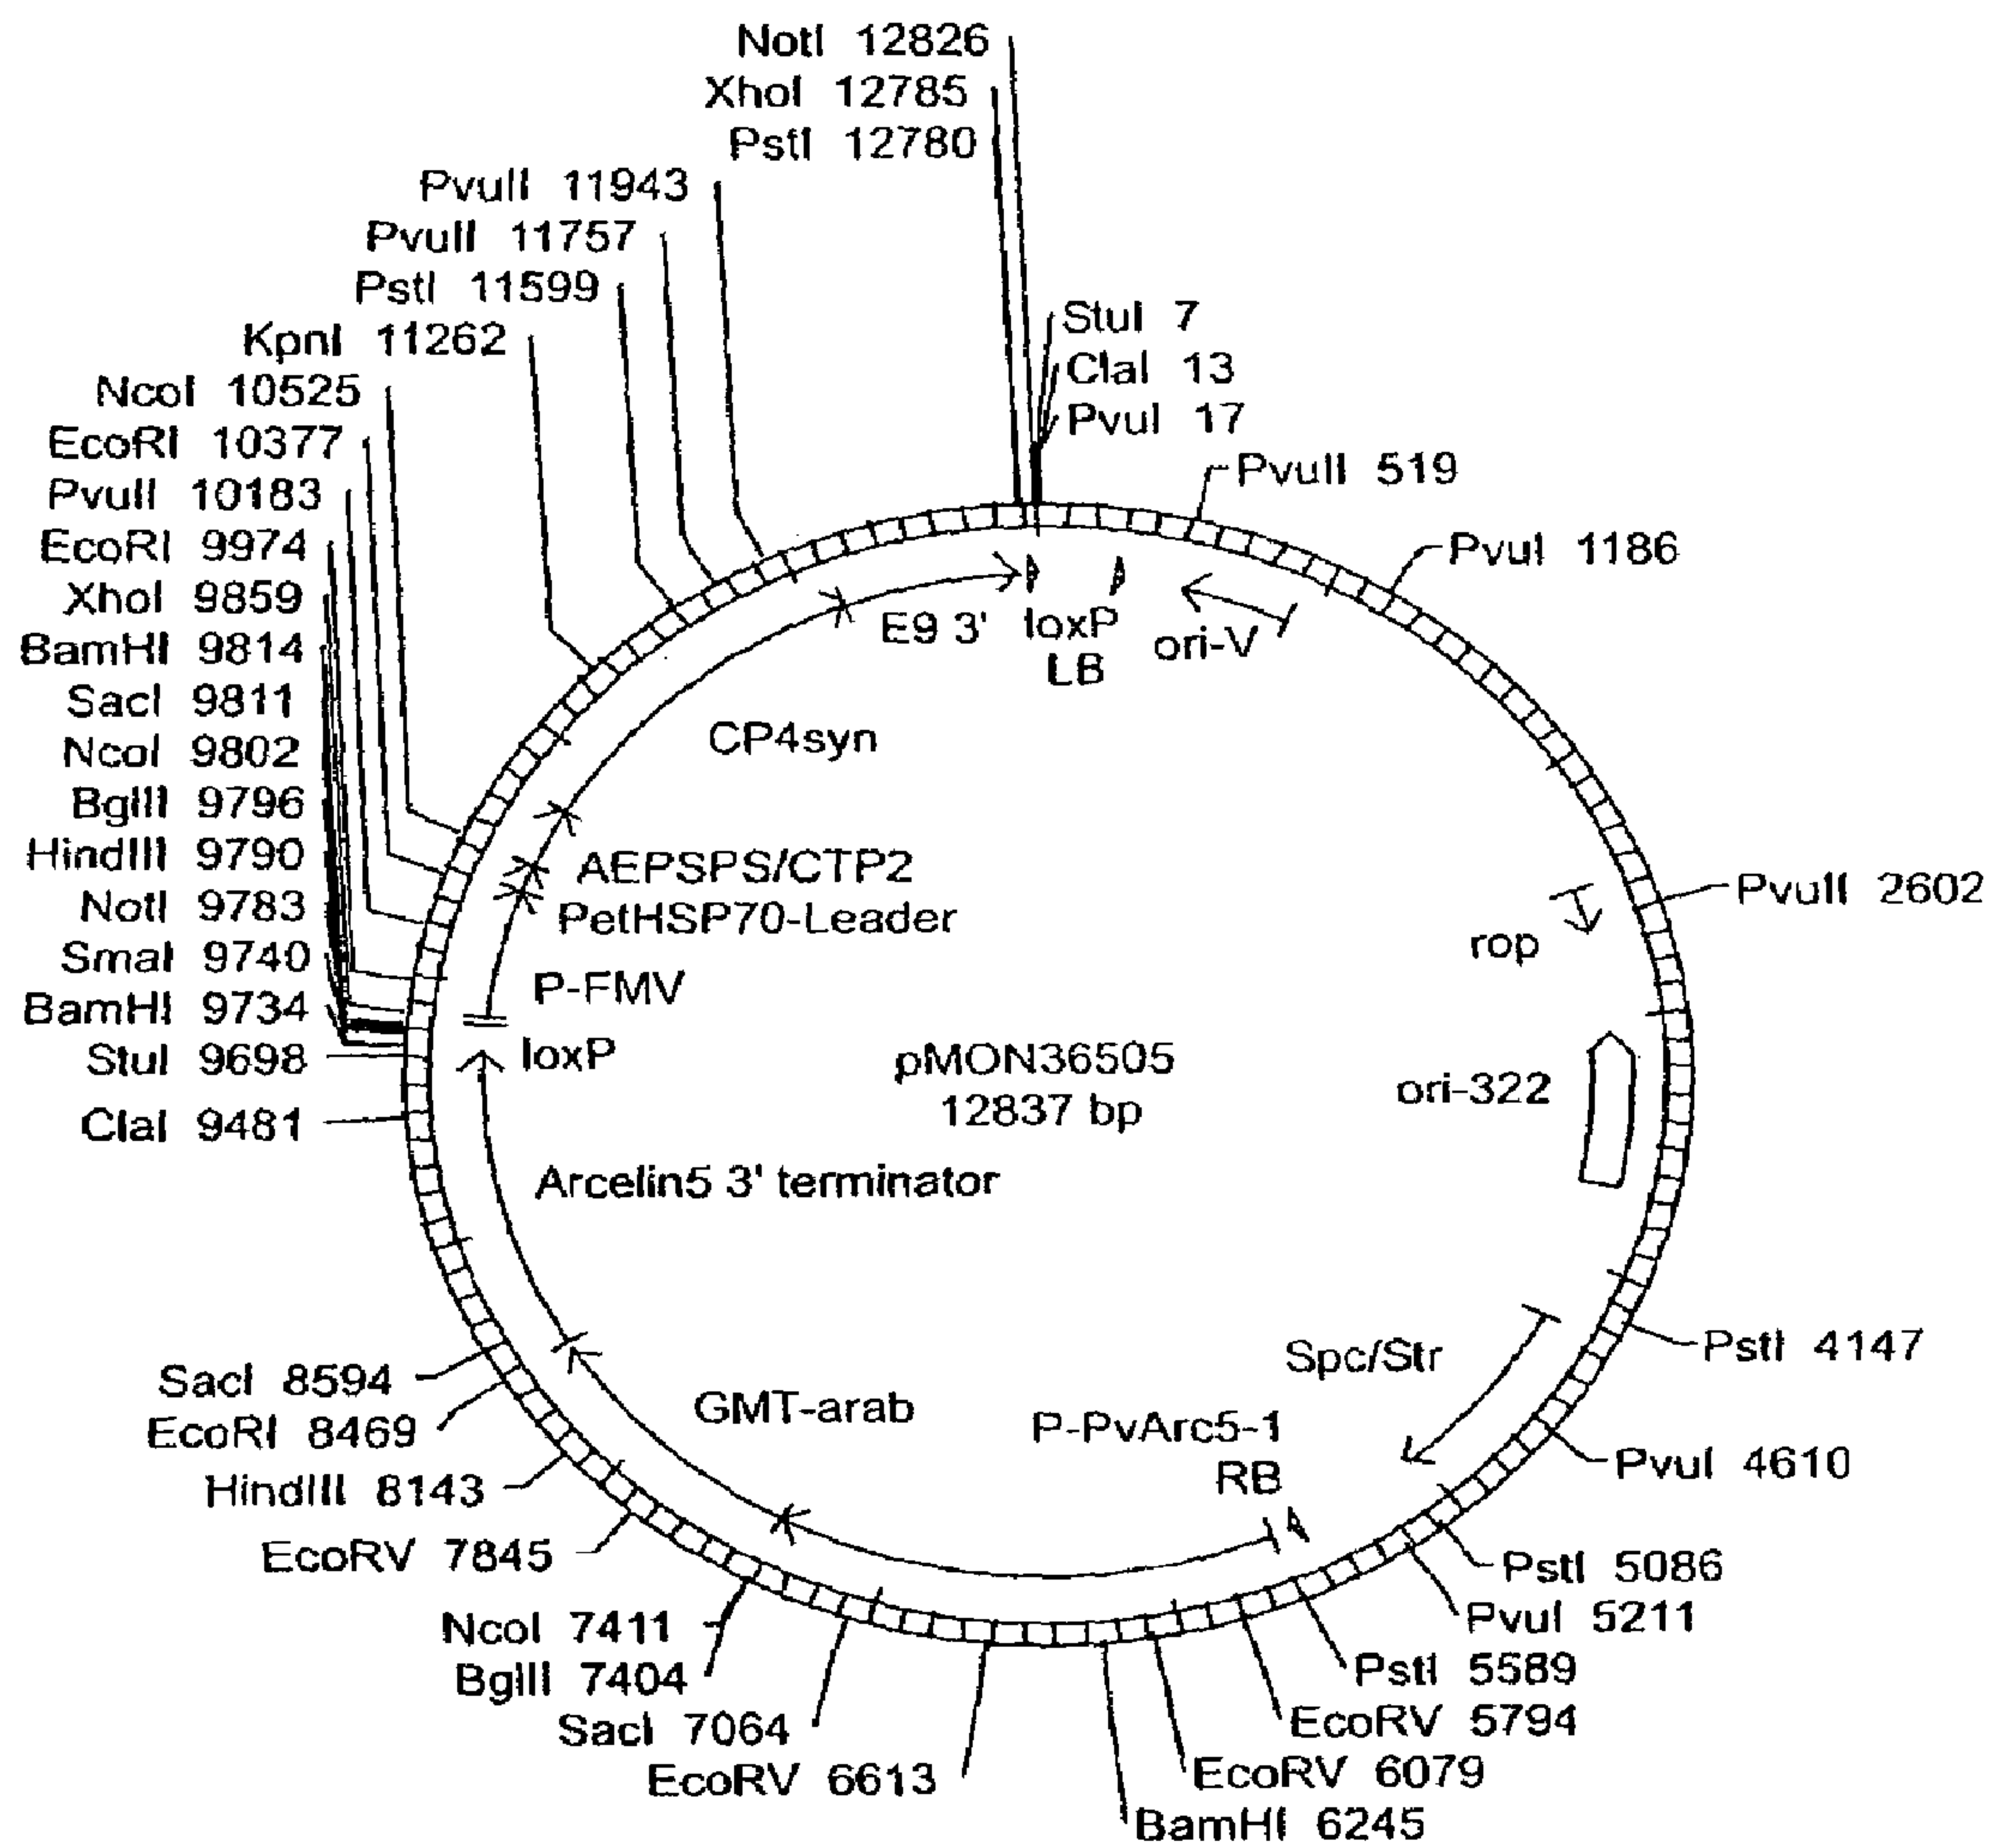 NotI 12826
XhoI 12785
PstI 12780
PvuII 11943
PvuII 11757
PstI 11599
KpnI 11262
NcoI 10525
EcoRI 10377
PvuII 10183
EcoRI 9974
XhoI 9859
BamHI 9814
SacI 9811
NcoI 9802
BglII 9796
HindIII 9790
NotI 9783
SmaI 9740
BamHI 9734
StuI 9698
ClaI 9481
SacI 8594
EcoRI 8469
HindIII 8143
EcoRV 7845
NcoI 7411
BglII 7404
SacI 7064
EcoRV 6613
StuI 7
ClaI 13
PvuI 17
PvuII 519
PvuI 1186
PvuII 2602
PstI 4147
PvuI 4610
PstI 5086
PvuI 5211
PstI 5589
EcoRV 5794
EcoRV 6079
BamHI 6245
E9 3'
loxP
LB
ori-V
CP4syn
AEPSPS/CTP2
PetHSP70-Leader
P-FMV
loxP
rop
pMON36505
12837 bp
ori-322
Arcelin5 3' terminator
Spc/Str
GMT-arab
P-PvArc5-1
RB